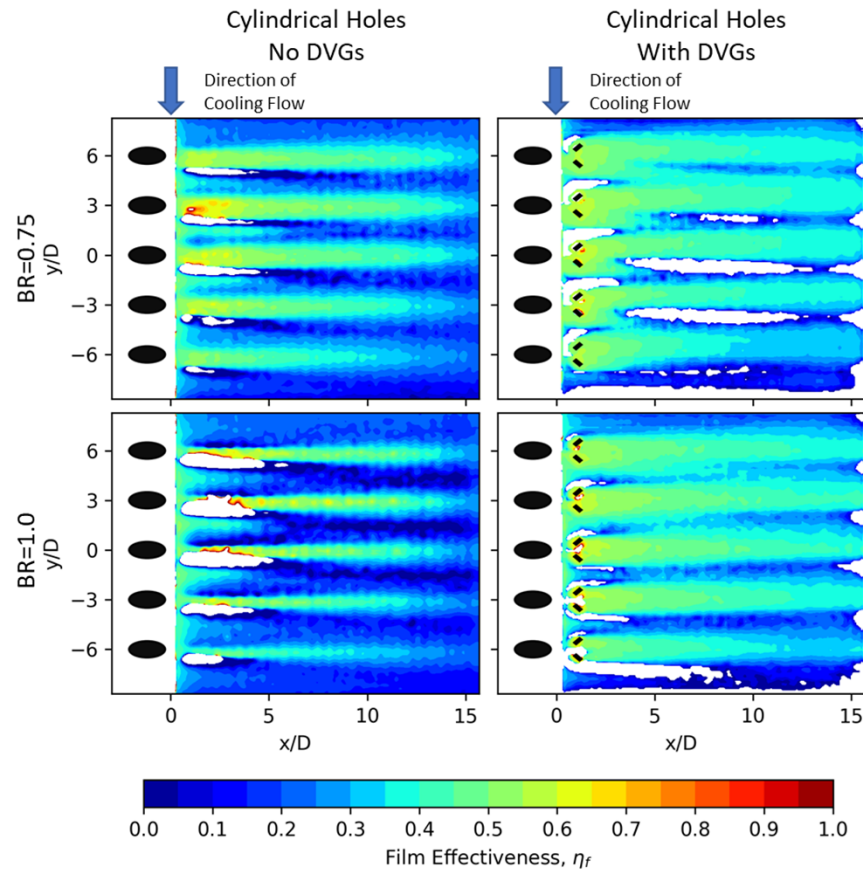 Cylindrical Holes
No DVGs
Cylindrical Holes
With DVGs
Direction of
Cooling Flow
Direction of
Cooling Flow
BR=0.75
y/D
6
3
0
−3
−6
BR=1.0
y/D
6
3
0
−3
−6
0 5 10 15
x/D
0 5 10 15
x/D
0.0 0.1 0.2 0.3 0.4 0.5 0.6 0.7 0.8 0.9 1.0
Film Effectiveness, η_f